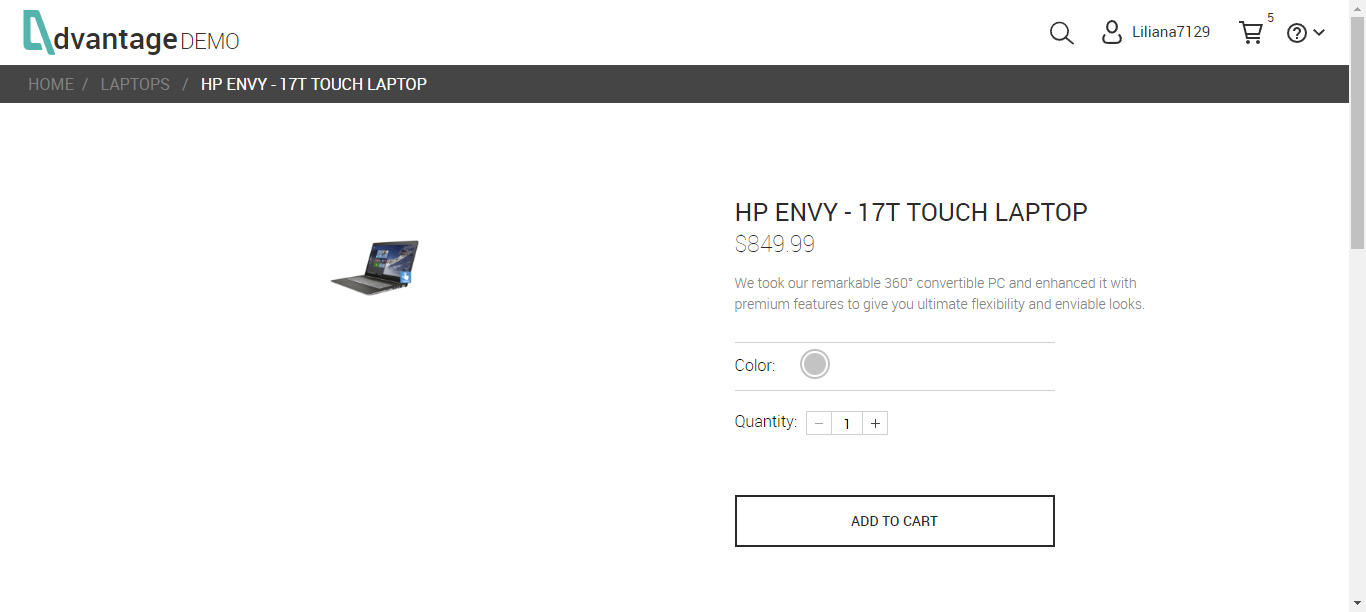 dvantage DEMO
Liliana7129
5
HOME / LAPTOPS / HP ENVY - 17T TOUCH LAPTOP
HP ENVY - 17T TOUCH LAPTOP
$849.99
We took our remarkable 360° convertible PC and enhanced it with
premium features to give you ultimate flexibility and enviable looks.
Color:
Quantity: − 1 +
ADD TO CART